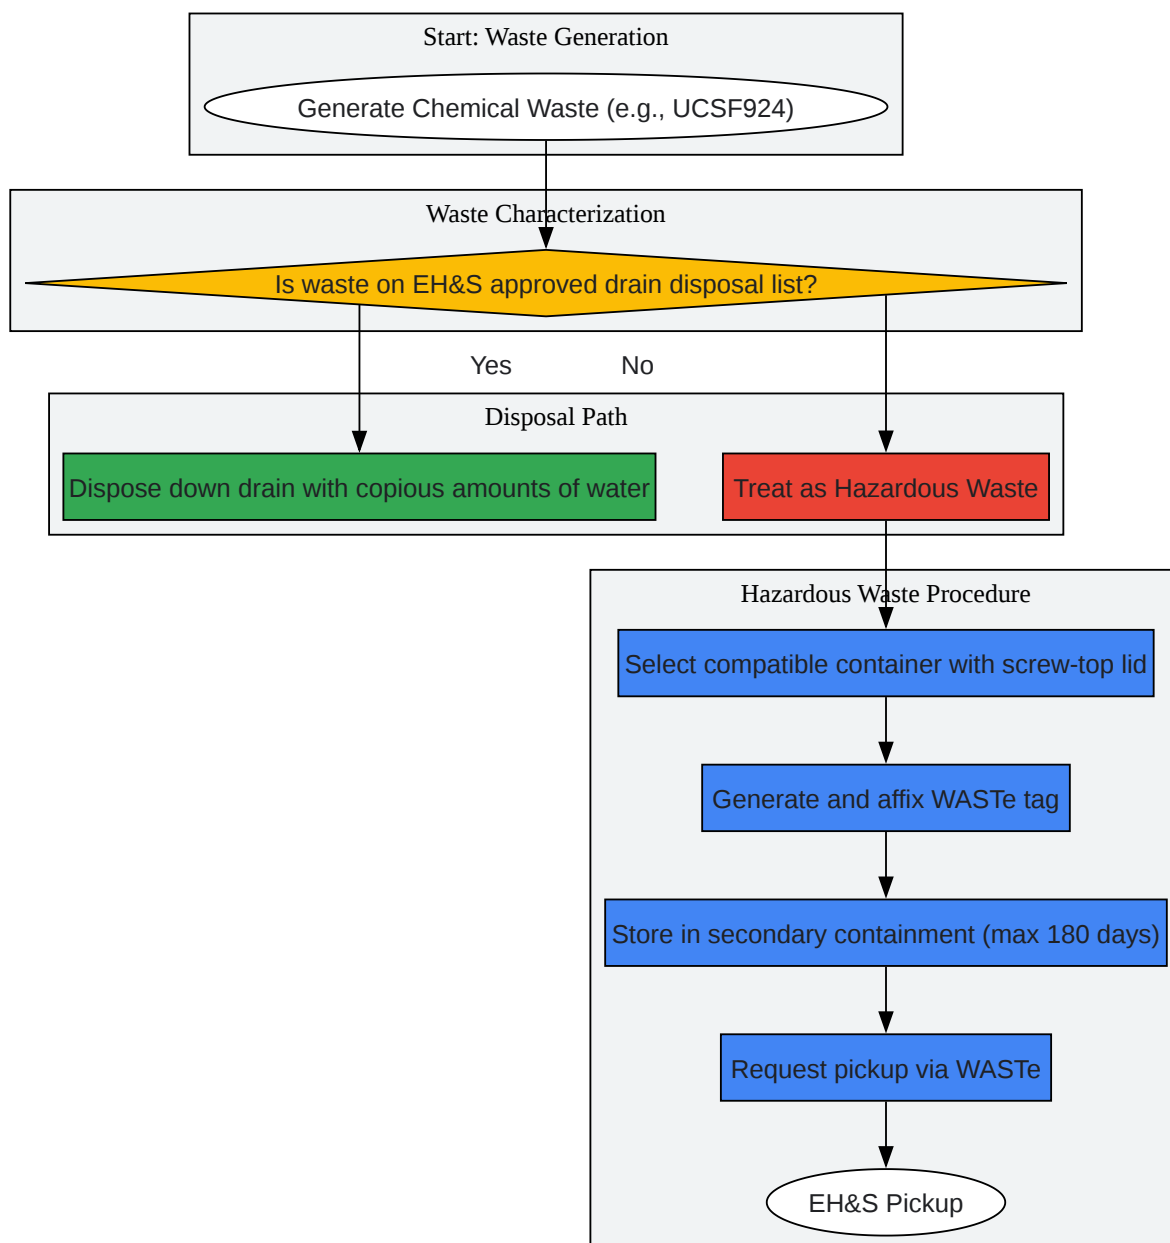 Start: Waste Generation
Generate Chemical Waste (e.g., UCSF924)
Waste Characterization
Is waste on EH&S approved drain disposal list?
Yes
No
Disposal Path
Dispose down drain with copious amounts of water
Treat as Hazardous Waste
Hazardous Waste Procedure
Select compatible container with screw-top lid
Generate and affix WASTe tag
Store in secondary containment (max 180 days)
Request pickup via WASTe
EH&S Pickup